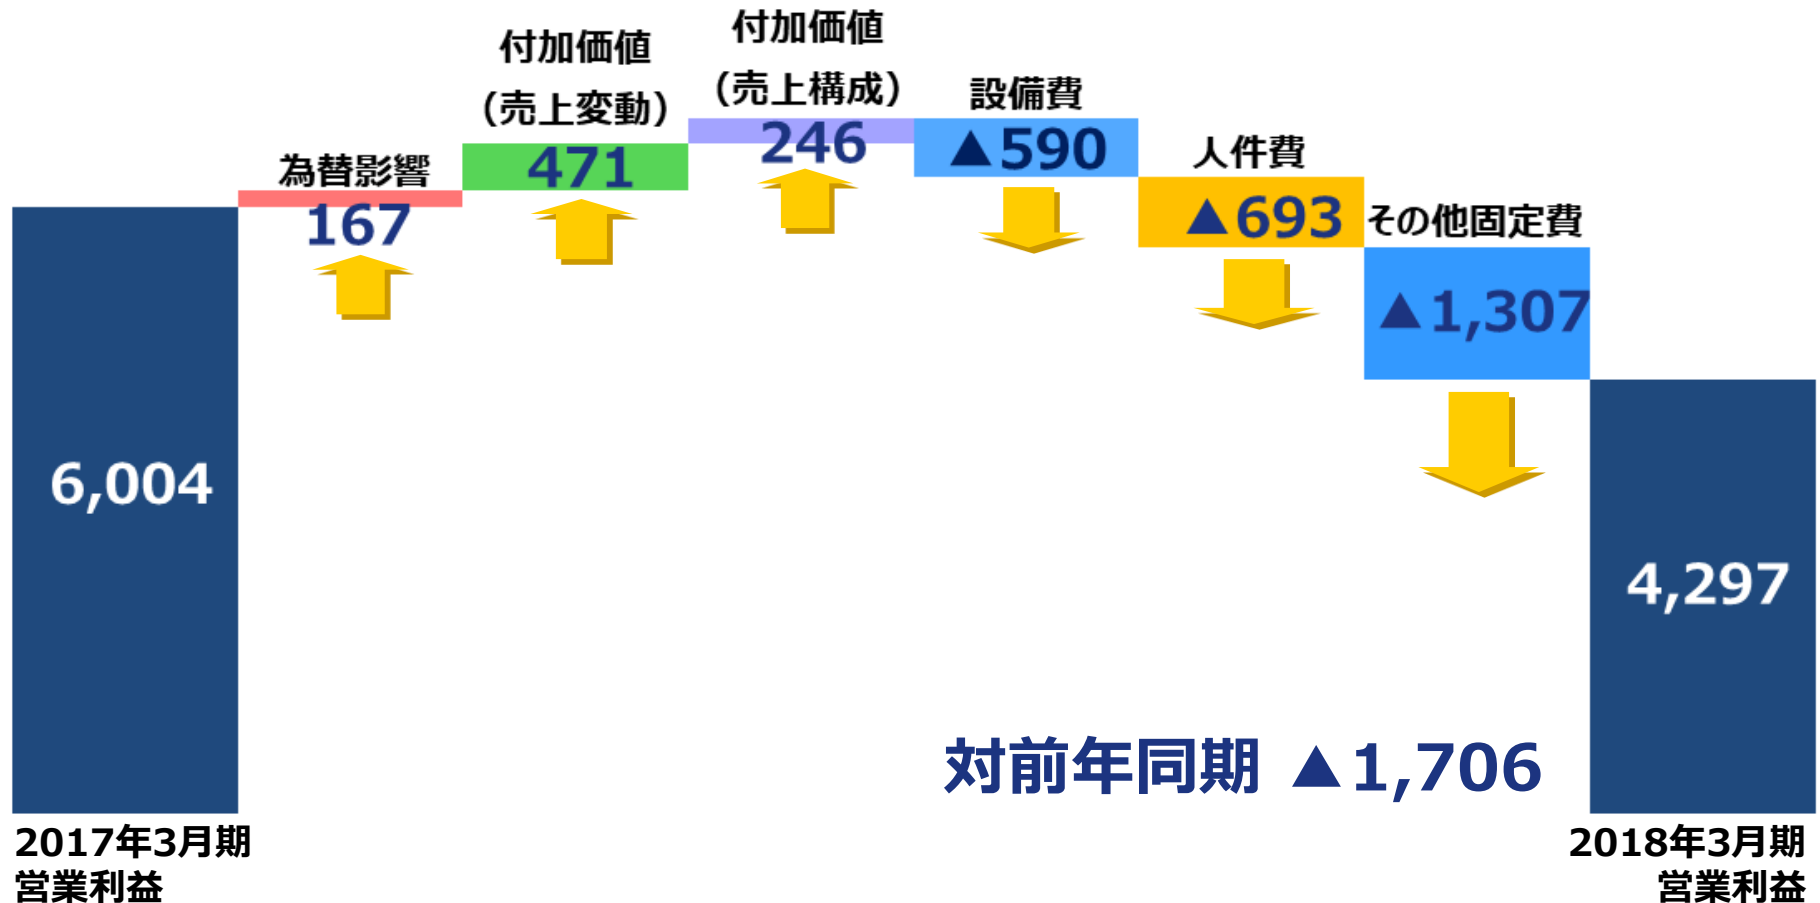 為替影響
167
付加価値
（売上変動）
471
付加価値
（売上構成）
246
設備費
▲590
人件費
▲693
その他固定費
▲1,307
6,004
4,297
対前年同期 ▲1,706
2017年3月期
営業利益
2018年3月期
営業利益